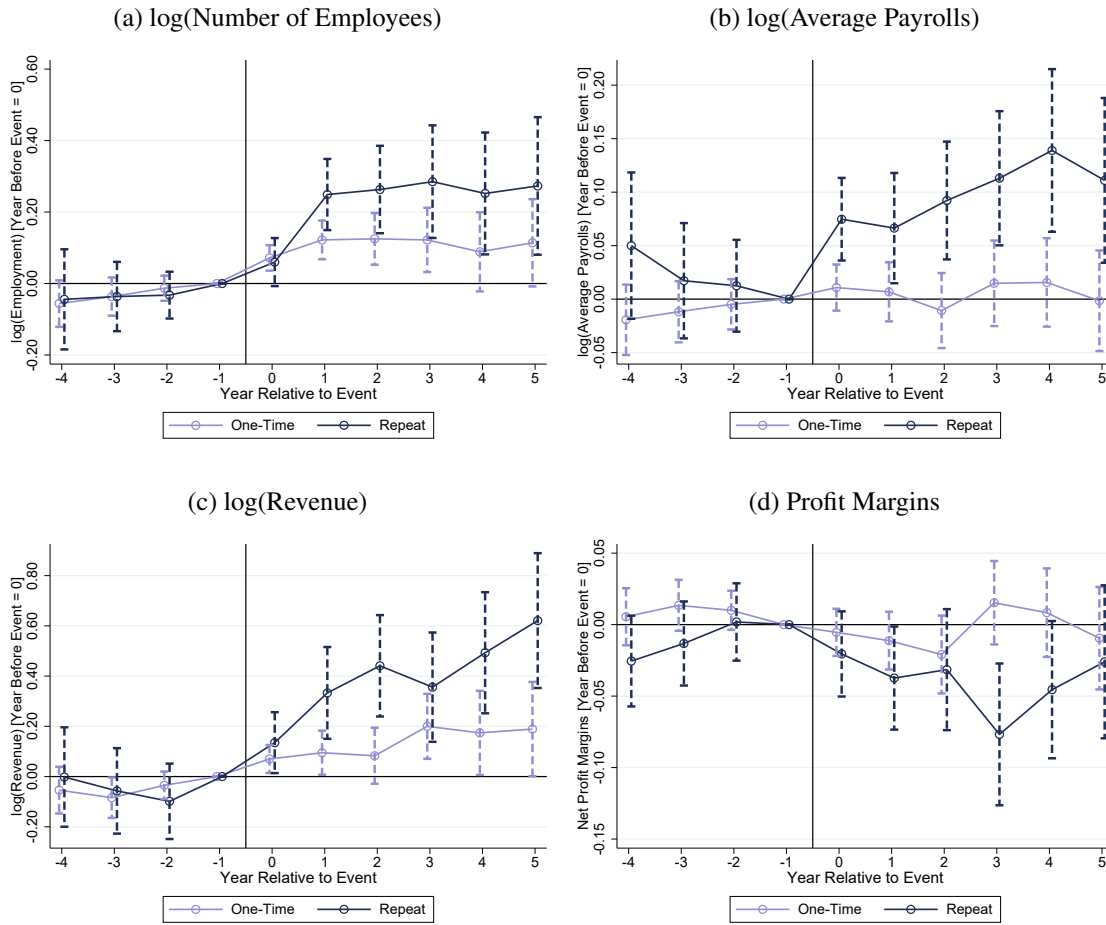 (a) log(Number of Employees)
log(Employment) [Year Before Event = 0]
0.60
0.40
0.20
0.00
-0.20
-4 -3 -2 -1 0 1 2 3 4 5
Year Relative to Event
One-Time Repeat
(b) log(Average Payrolls)
log(Average Payrolls) [Year Before Event = 0]
0.20
0.15
0.10
0.05
0.00
-0.05
-4 -3 -2 -1 0 1 2 3 4 5
Year Relative to Event
One-Time Repeat
(c) log(Revenue)
log(Revenue) [Year Before Event = 0]
0.80
0.60
0.40
0.20
0.00
-0.20
-4 -3 -2 -1 0 1 2 3 4 5
Year Relative to Event
One-Time Repeat
(d) Profit Margins
Net Profit Margins [Year Before Event = 0]
0.05
0.00
-0.05
-0.10
-0.15
-4 -3 -2 -1 0 1 2 3 4 5
Year Relative to Event
One-Time Repeat